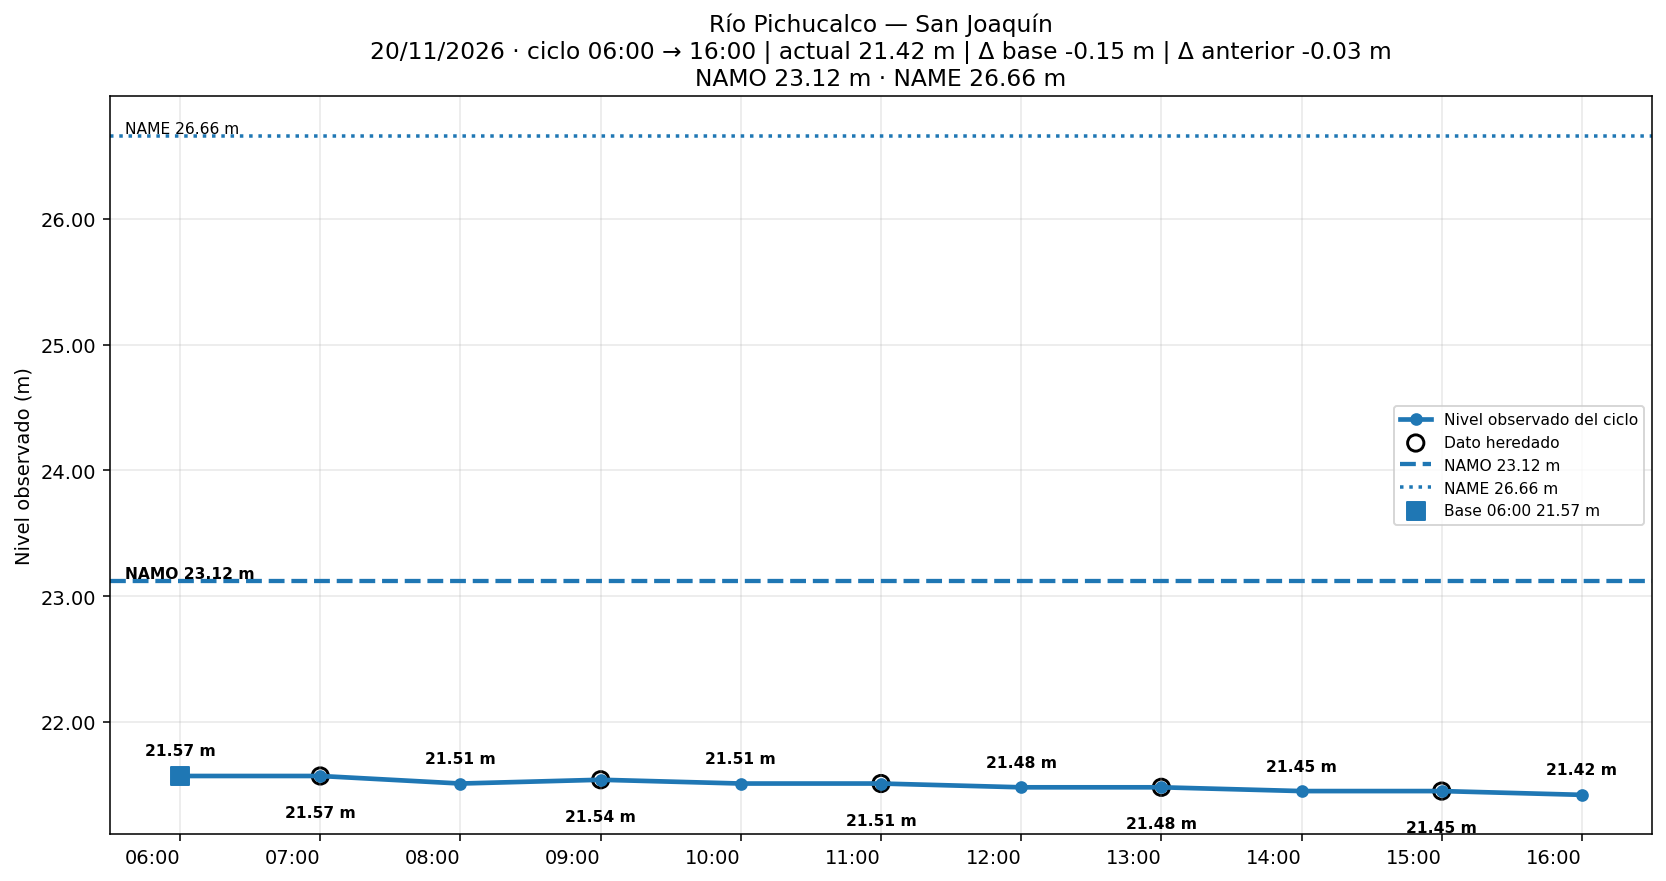 Río Pichucalco — San Joaquín
20/11/2026 · ciclo 06:00 → 16:00 | actual 21.42 m | Δ base -0.15 m | Δ anterior -0.03 m
NAMO 23.12 m · NAME 26.66 m
NAME 26.66 m
26.00
25.00
24.00
23.00
22.00
Nivel observado (m)
Nivel observado del ciclo
Dato heredado
NAMO 23.12 m
NAME 26.66 m
Base 06:00 21.57 m
NAMO 23.12 m
21.57 m
21.57 m
21.51 m
21.54 m
21.51 m
21.51 m
21.48 m
21.48 m
21.45 m
21.45 m
21.42 m
06:00 07:00 08:00 09:00 10:00 11:00 12:00 13:00 14:00 15:00 16:00